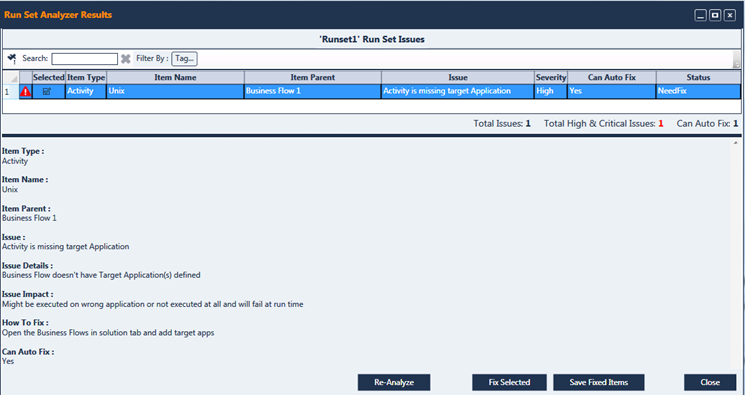 Run Set Analyzer Results
'Runset1' Run Set Issues
Search: Filter By : Tag...
Selected Item Type Item Name Item Parent Issue Severity Can Auto Fix Status
1 Activity Unix Business Flow 1 Activity is missing target Application High Yes NeedFix
Total Issues: 1 Total High & Critical Issues: 1 Can Auto Fix: 1
Item Type :
Activity
Item Name :
Unix
Item Parent :
Business Flow 1
Issue :
Activity is missing target Application
Issue Details :
Business Flow doesn't have Target Application(s) defined
Issue Impact :
Might be executed on wrong application or not executed at all and will fail at run time
How To Fix :
Open the Business Flows in solution tab and add target apps
Can Auto Fix :
Yes
Re-Analyze Fix Selected Save Fixed Items Close